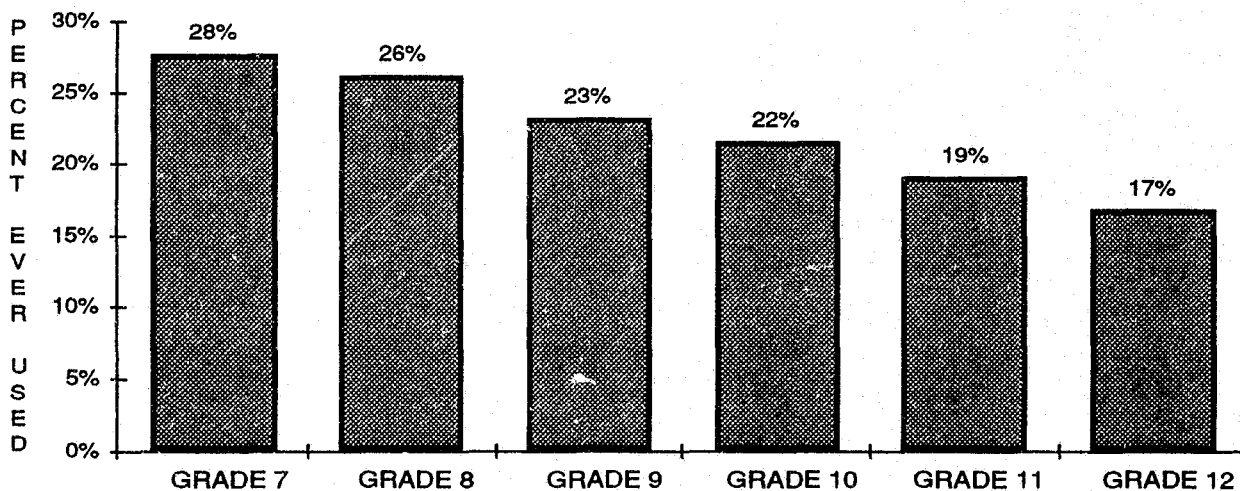 PERCENT EVER USED
30%
25%
20%
15%
10%
5%
0%
28%
26%
23%
22%
19%
17%
GRADE 7
GRADE 8
GRADE 9
GRADE 10
GRADE 11
GRADE 12